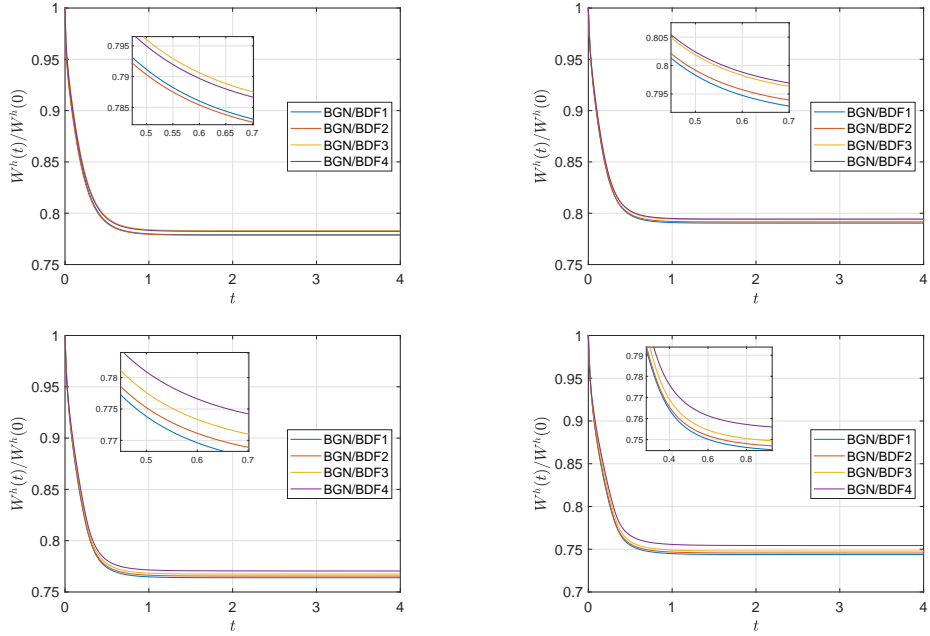 W^h(t)/W^h(0)
1
0.95
0.9
0.85
0.8
0.75
0 1 2 3 4
t
0.795
0.79
0.785
0.5 0.55 0.6 0.65 0.7
BGN/BDF1
BGN/BDF2
BGN/BDF3
BGN/BDF4
W^h(t)/W^h(0)
1
0.95
0.9
0.85
0.8
0.75
0 1 2 3 4
t
0.805
0.8
0.795
0.5 0.6 0.7
BGN/BDF1
BGN/BDF2
BGN/BDF3
BGN/BDF4
W^h(t)/W^h(0)
1
0.95
0.9
0.85
0.8
0.75
0 1 2 3 4
t
0.78
0.775
0.77
0.5 0.6 0.7
BGN/BDF1
BGN/BDF2
BGN/BDF3
BGN/BDF4
W^h(t)/W^h(0)
1
0.95
0.9
0.85
0.8
0.75
0.7
0 1 2 3 4
t
0.79
0.78
0.77
0.76
0.75
0.4 0.6 0.8
BGN/BDF1
BGN/BDF2
BGN/BDF3
BGN/BDF4